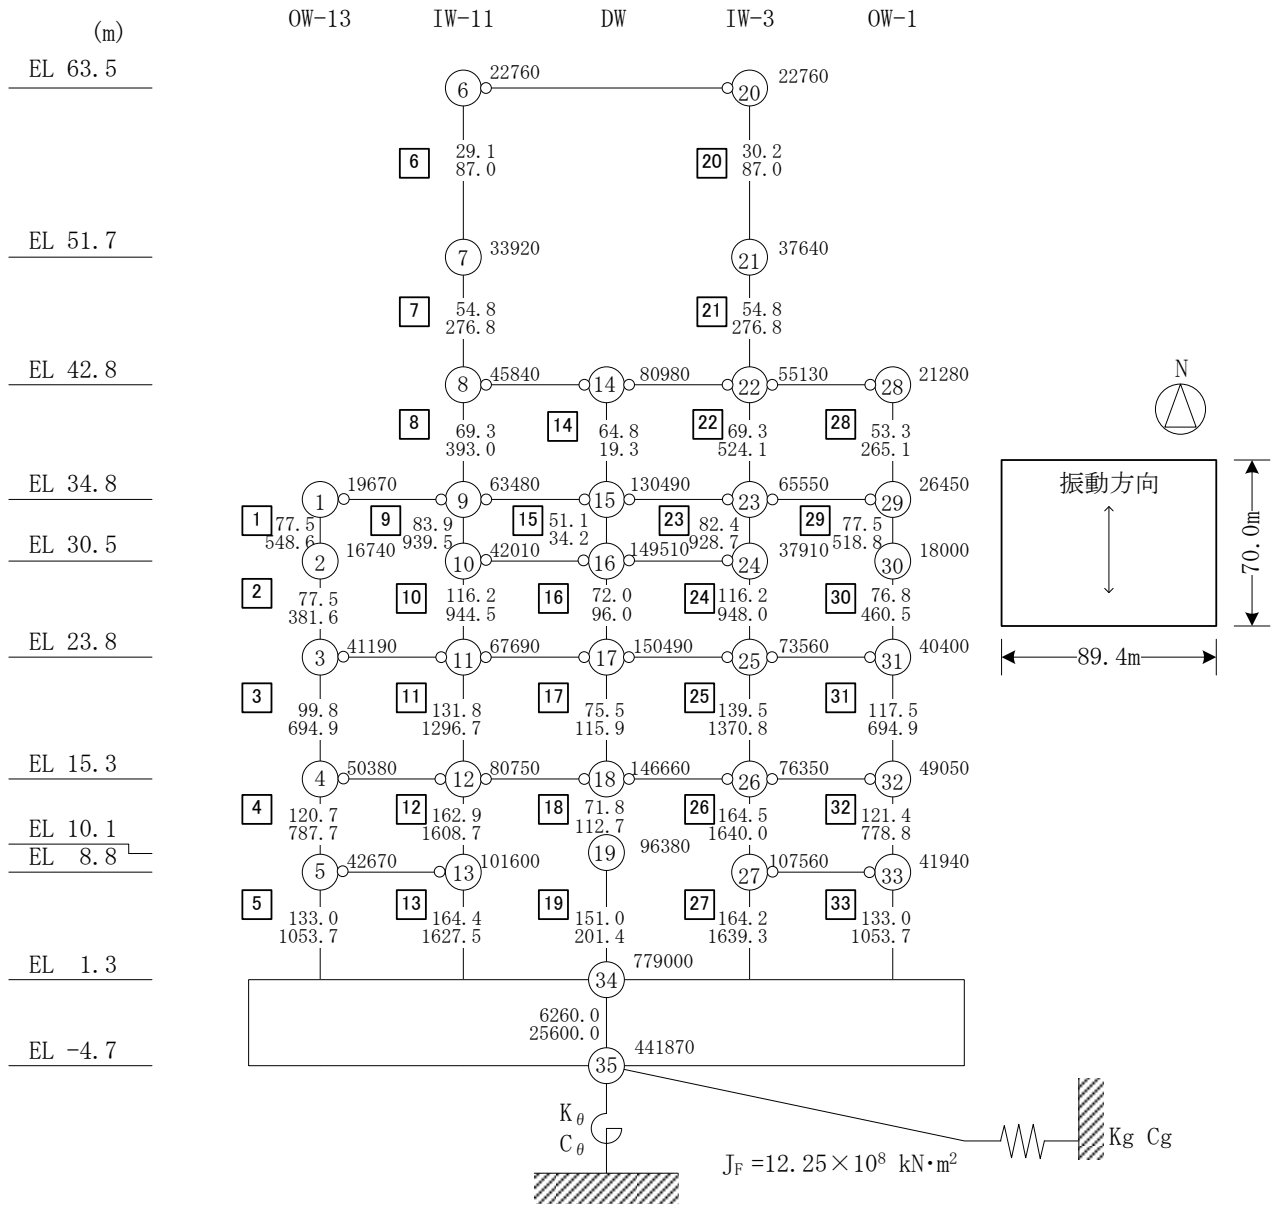 OW-13 IW-11 DW IW-3 OW-1
(m)
EL 63.5
6 22760 20 22760
6 29.1 20 30.2
87.0 87.0
EL 51.7
7 33920 21 37640
7 54.8 21 54.8
276.8 276.8
EL 42.8
8 45840 14 80980 22 55130 28 21280
8 69.3 14 64.8 22 69.3 28 53.3
393.0 19.3 524.1 265.1
EL 34.8
1 19670 9 63480 15 130490 23 65550 29 26450
1 77.5 9 83.9 15 51.1 23 82.4 29 77.5
548.6 939.5 34.2 928.7 518.8
EL 30.5
2 16740 10 42010 16 149510 24 37910 30 18000
2 77.5 10 116.2 16 72.0 24 116.2 30 76.8
381.6 944.5 96.0 948.0 460.5
EL 23.8
3 41190 11 67690 17 150490 25 73560 31 40400
3 99.8 11 131.8 17 75.5 25 139.5 31 117.5
694.9 1296.7 115.9 1370.8 694.9
EL 15.3
4 50380 12 80750 18 146660 26 76350 32 49050
4 120.7 12 162.9 18 71.8 26 164.5 32 121.4
787.7 1608.7 112.7 1640.0 778.8
EL 10.1
19 96380
EL 8.8
5 42670 13 101600 27 107560 33 41940
5 133.0 13 164.4 19 151.0 27 164.2 33 133.0
1053.7 1627.5 201.4 1639.3 1053.7
EL 1.3
34 779000
6260.0
25600.0
EL -4.7
35 441870
Kθ
Cθ
Kg Cg
J_F =12.25×10⁸ kN·m²
N
振動方向
70.0m
89.4m